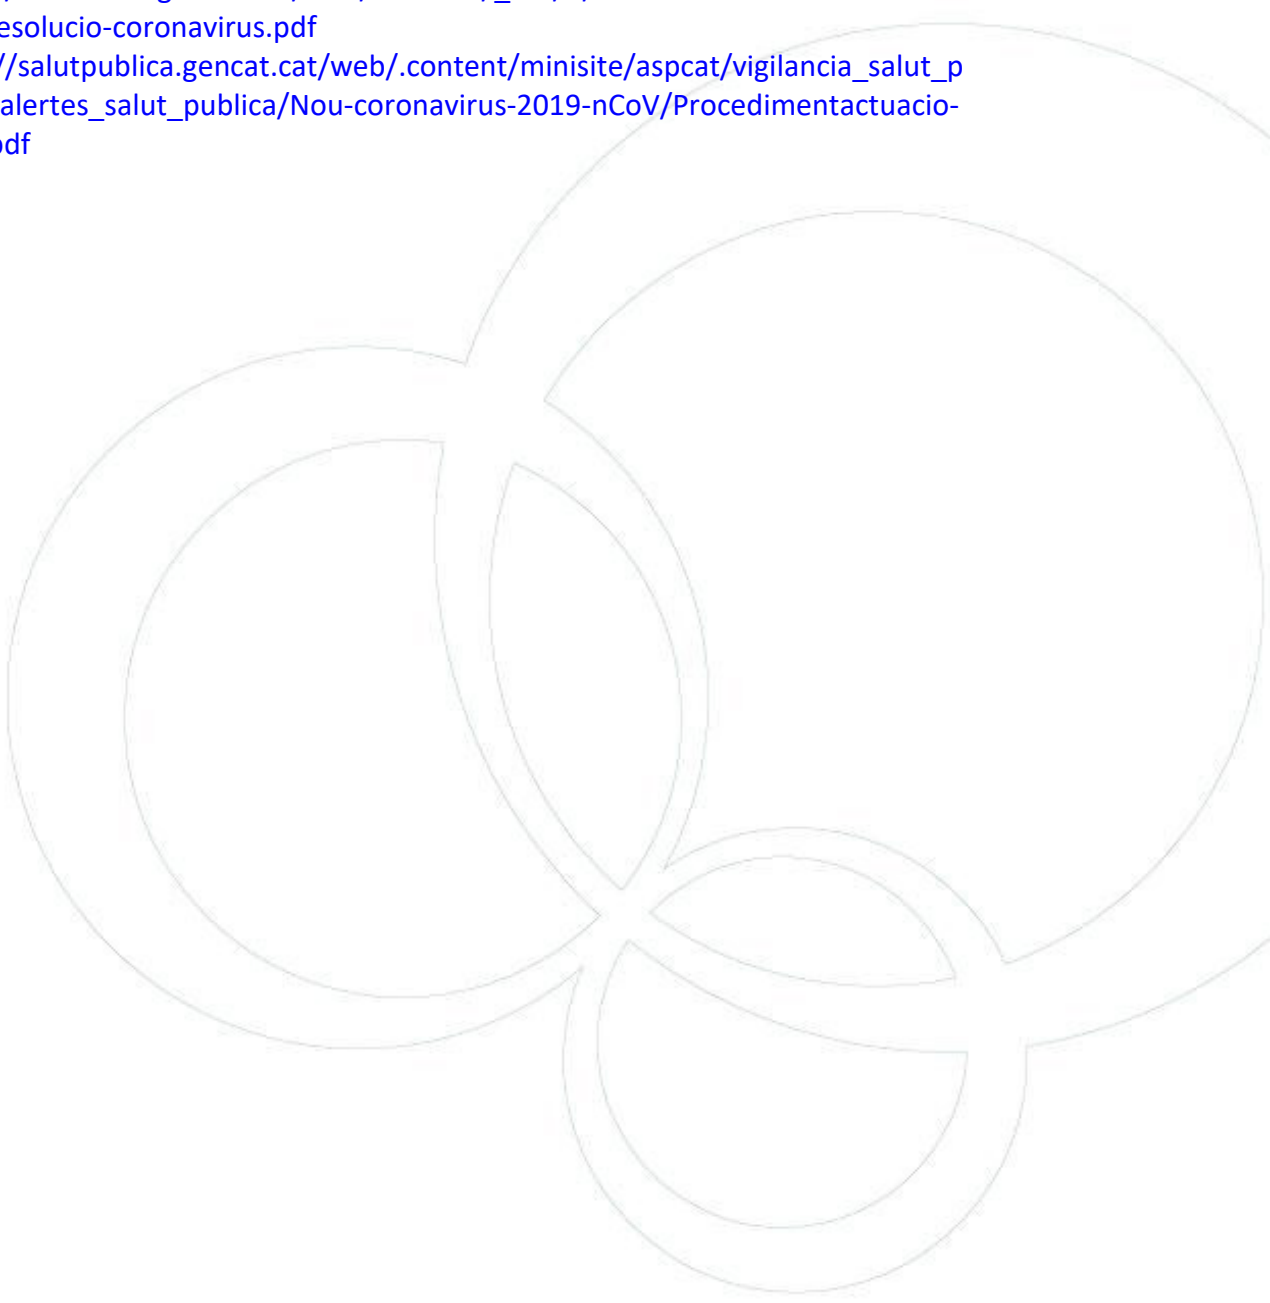 esolucio-coronavirus.pdf
//salutpublica.gencat.cat/web/.content/minisite/aspcat/vigilancia_salut_p
alertes_salut_publica/Nou-coronavirus-2019-nCoV/Procedimentactuacio-
odf